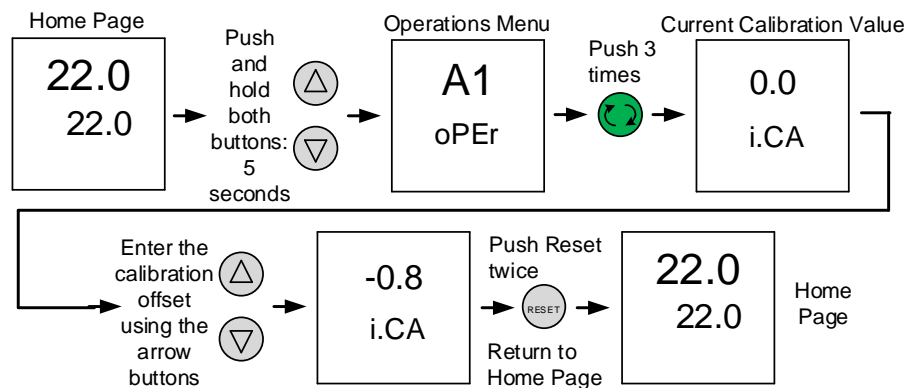 Home Page
22.0
22.0
Push
and
hold
both
buttons:
5
seconds
Operations Menu
A1
oPEr
Push 3
times
Current Calibration Value
0.0
i.CA
Enter the
calibration
offset
using the
arrow
buttons
-0.8
i.CA
Push Reset
twice
RESET
Return to
Home Page
22.0
22.0
Home
Page